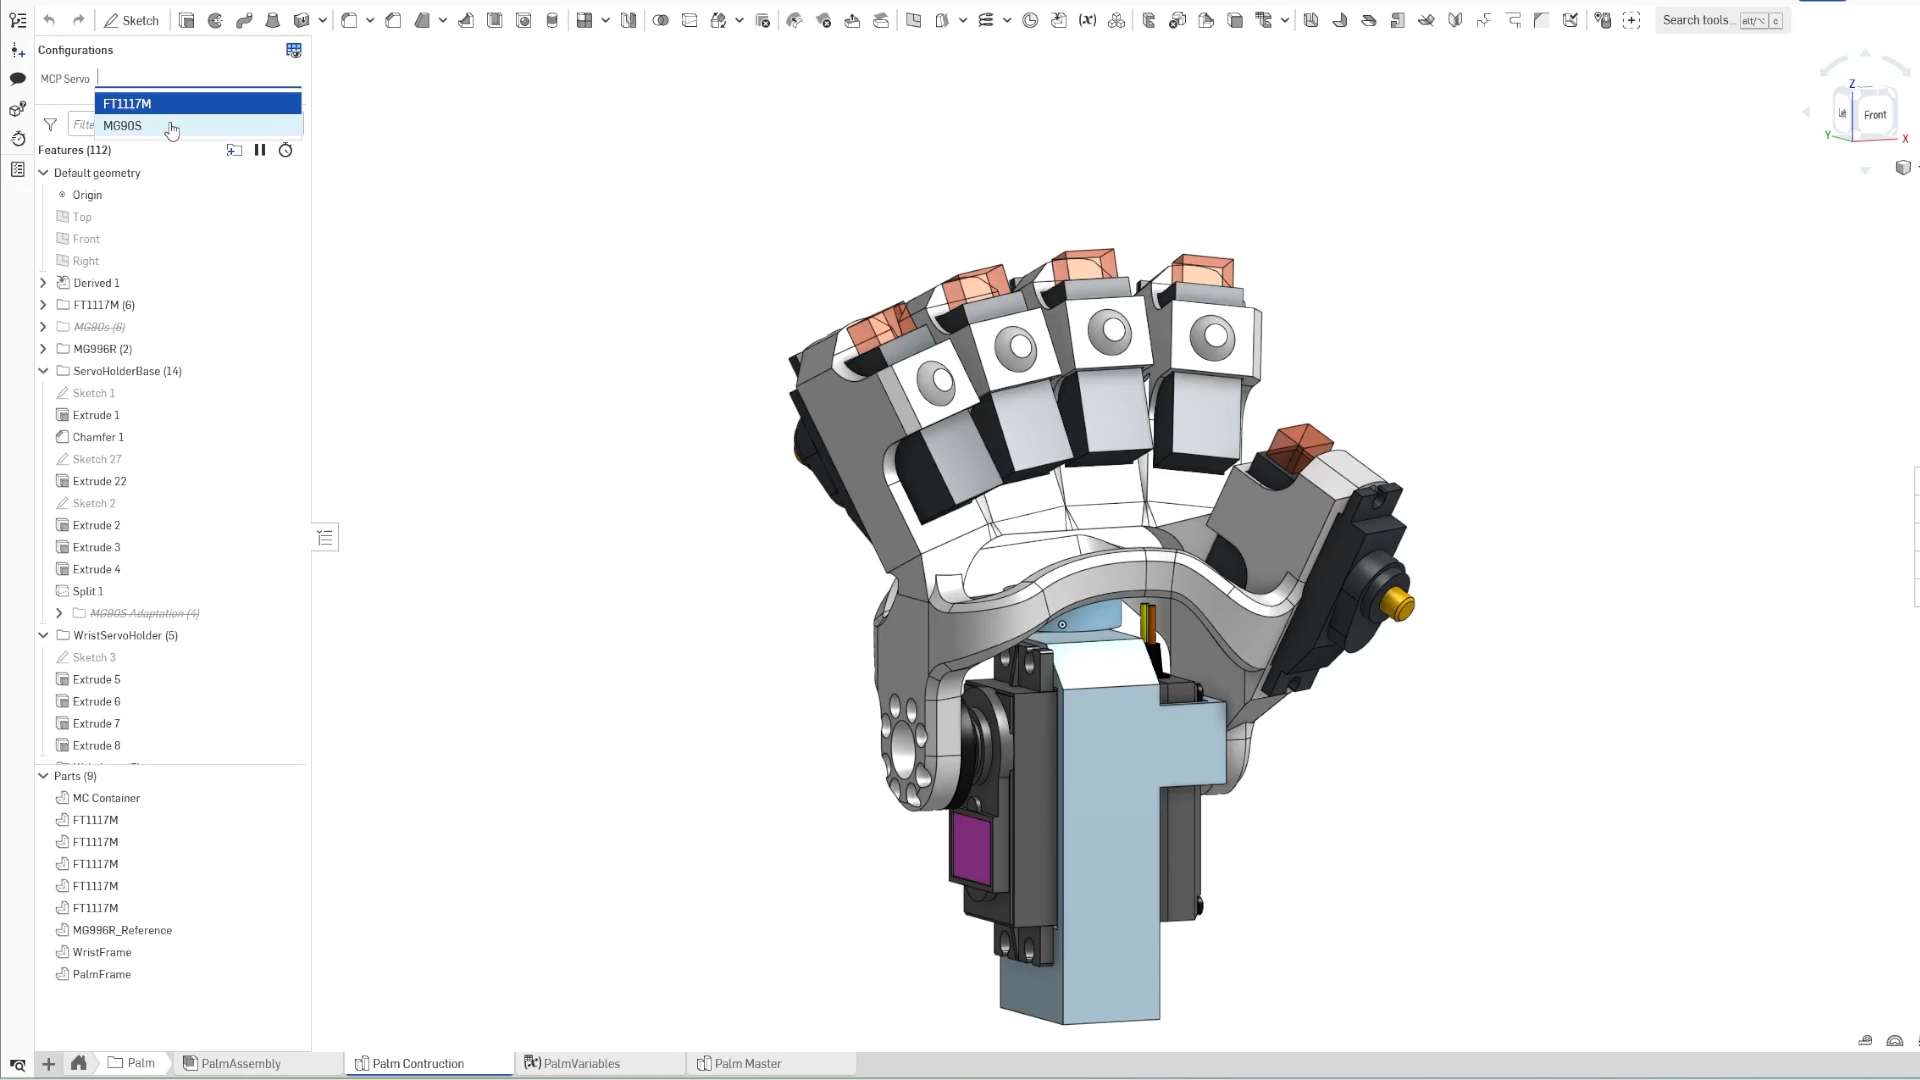 Sketch
Search tools... alt/⌥ c
Configurations
MCP Servo
FT1117M
MG90S
Filte
Features (112)
Default geometry
Origin
Top
Front
Right
Derived 1
FT1117M (6)
MG90s (6)
MG996R (2)
ServoHolderBase (14)
Sketch 1
Extrude 1
Chamfer 1
Sketch 27
Extrude 22
Sketch 2
Extrude 2
Extrude 3
Extrude 4
Split 1
MG90S Adaptation (4)
WristServoHolder (5)
Sketch 3
Extrude 5
Extrude 6
Extrude 7
Extrude 8
Parts (9)
MC Container
FT1117M
FT1117M
FT1117M
FT1117M
FT1117M
MG996R_Reference
WristFrame
PalmFrame
Z
Front
Y
X
Palm
PalmAssembly
Palm Contruction
PalmVariables
Palm Master